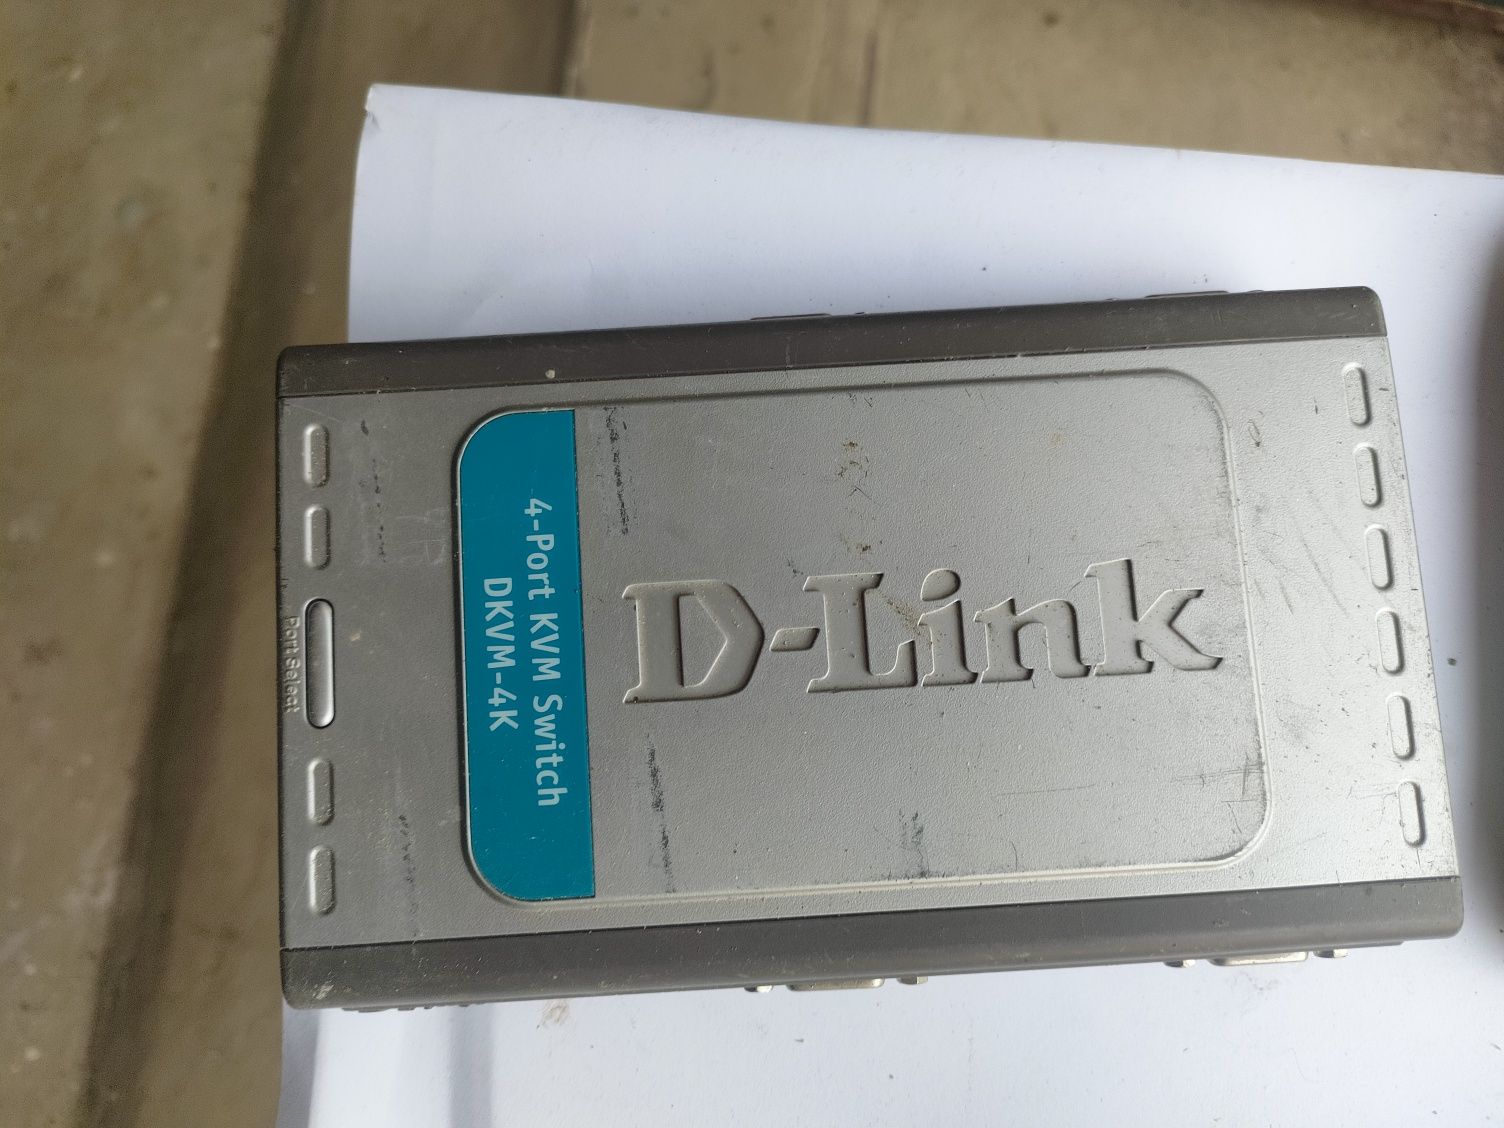 D-Link
4-Port KVM Switch
DKVM-4K
Port Select